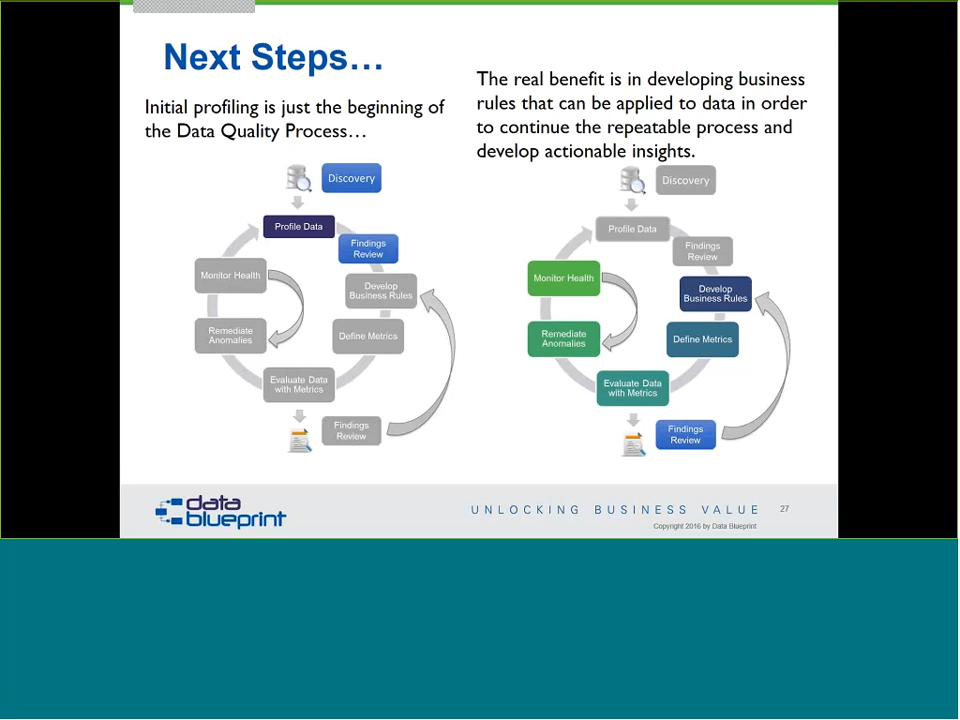 Next Steps…
Initial profiling is just the beginning of
the Data Quality Process…
Discovery
Profile Data
Findings
Review
Develop
Business Rules
Define Metrics
Evaluate Data
with Metrics
Findings
Review
Remediate
Anomalies
Monitor Health
The real benefit is in developing business
rules that can be applied to data in order
to continue the repeatable process and
develop actionable insights.
Discovery
Profile Data
Findings
Review
Develop
Business Rules
Define Metrics
Evaluate Data
with Metrics
Findings
Review
Remediate
Anomalies
Monitor Health
data
blueprint
UNLOCKING BUSINESS VALUE
27
Copyright 2016 by Data Blueprint